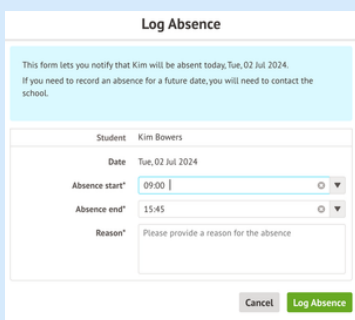 Log Absence
This form lets you notify that Kim will be absent today, Tue, 02 Jul 2024.
If you need to record an absence for a future date, you will need to contact the
school.
Student Kim Bowers
Date Tue, 02 Jul 2024
Absence start* 09:00
Absence end* 15:45
Reason* Please provide a reason for the absence
Cancel Log Absence